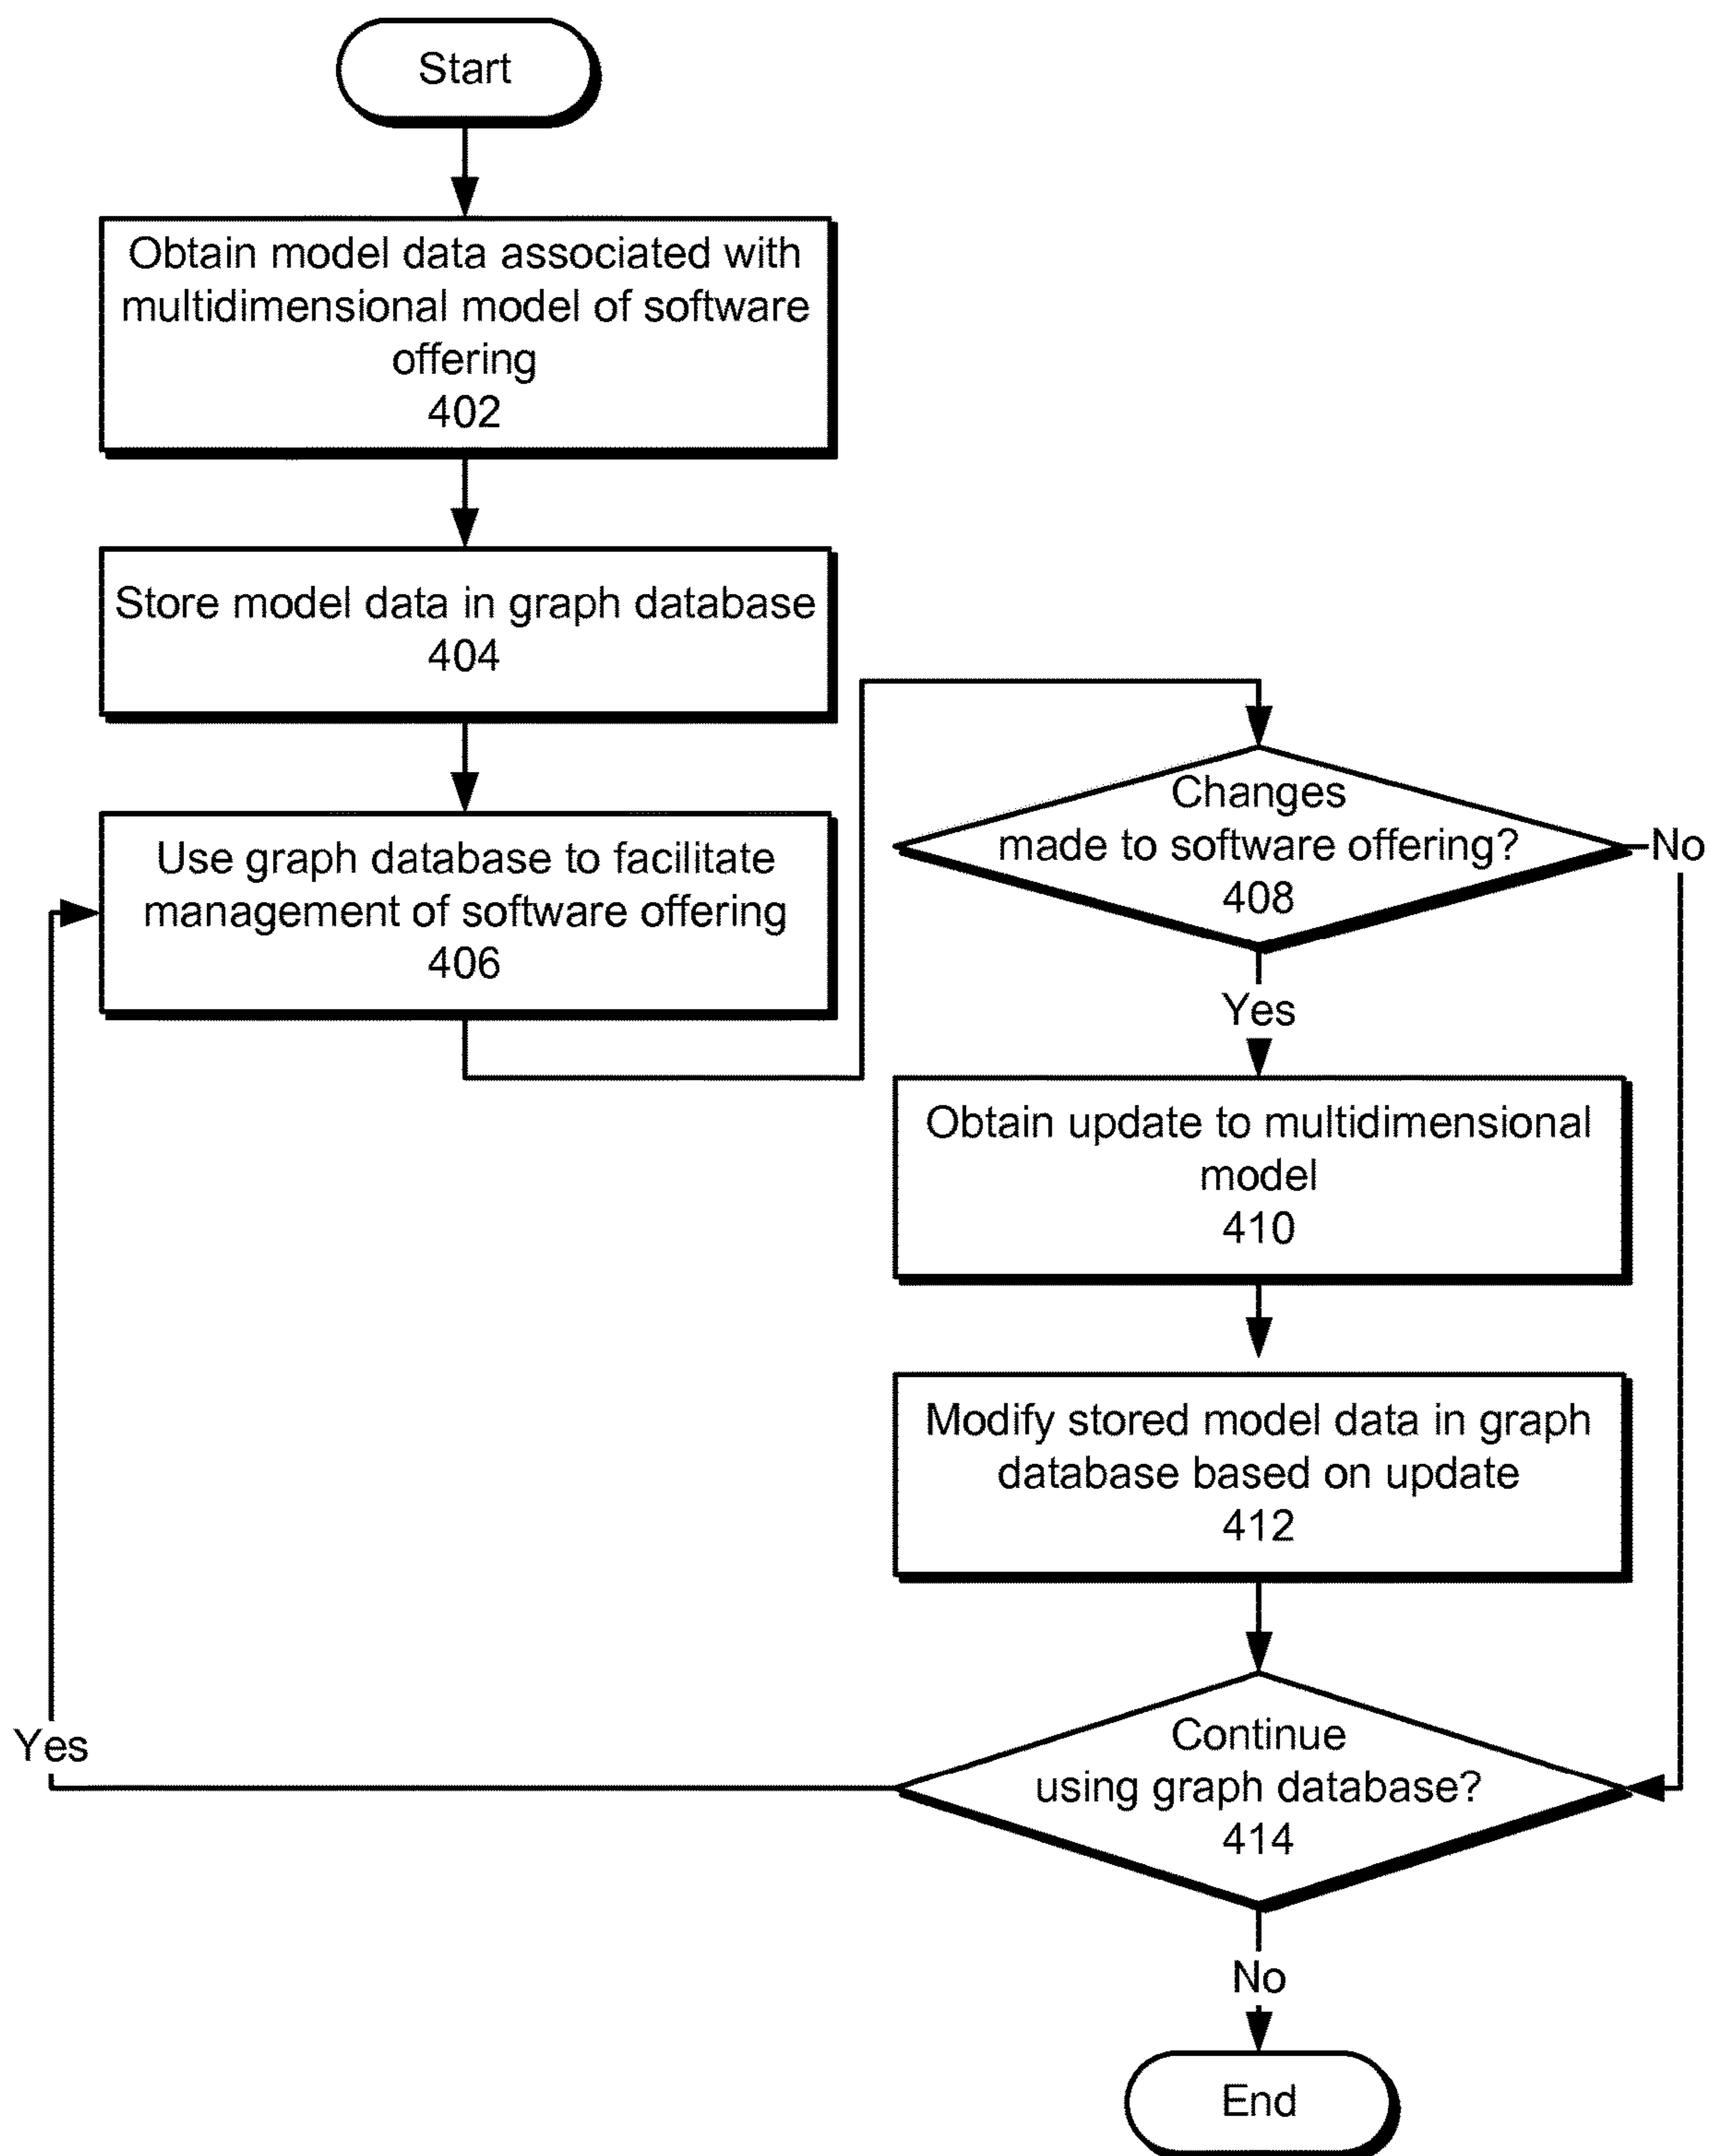 Start
Obtain model data associated with
multidimensional model of software
offering
402
Store model data in graph database
404
Use graph database to facilitate
management of software offering
406
Changes
made to software offering?
408
No
Yes
Obtain update to multidimensional
model
410
Modify stored model data in graph
database based on update
412
Continue
using graph database?
414
Yes
No
End